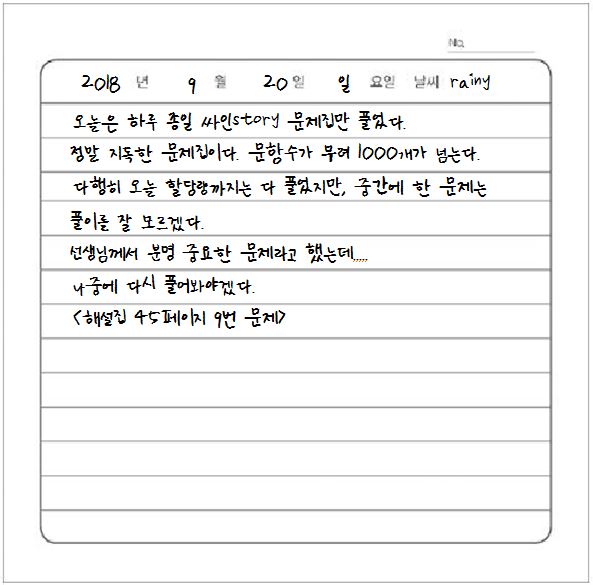 No.
2018 년 9 월 20 일 일 요일 날씨 rainy
오늘은 하루 종일 싸인story 문제집만 풀었다.
정말 지독한 문제집이다. 문항수가 무려 1000개가 넘는다.
다행히 오늘 할당량까지는 다 풀었지만, 중간에 한 문제는
풀이를 잘 모르겠다.
선생님께서 분명 중요한 문제라고 했는데,,,,,
나중에 다시 풀어봐야겠다.
<해설집 45페이지 9번 문제>